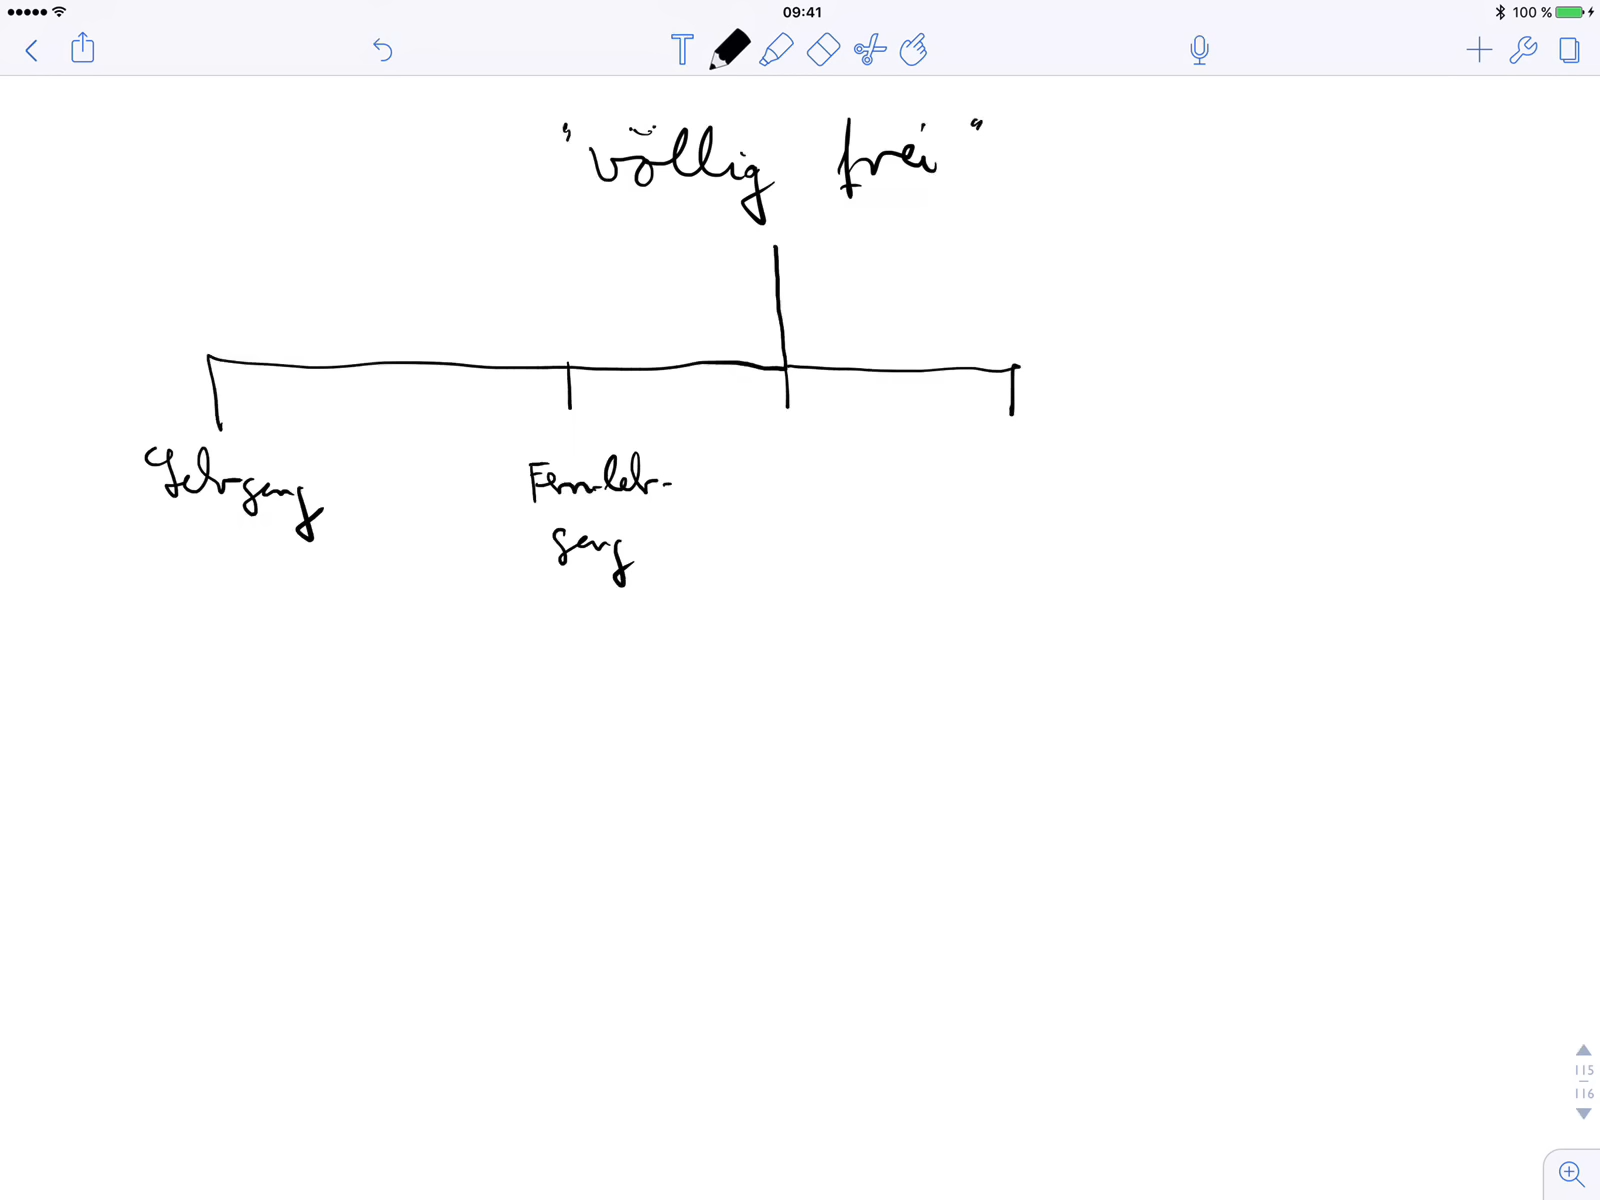 09:41
100 %
T
"völlig frei"
Lehrgang
Fernlehr-
gang
115
116